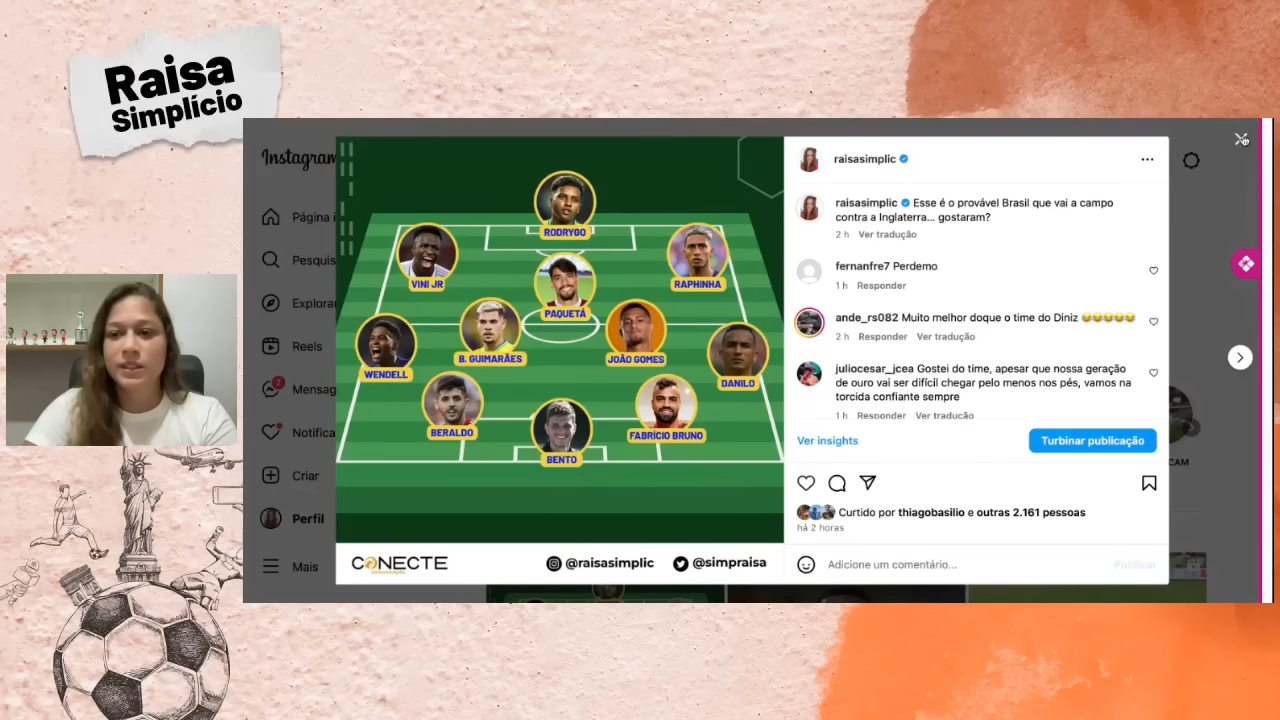 Raisa
Simplício
Instagram
Página i
Pesquis
Explorar
Reels
Mensag
Notifica
Criar
Perfil
Mais
RODRYGO
VINI JR
RAPHINHA
PAQUETÁ
B. GUIMARÃES
JOÃO GOMES
WENDELL
DANILO
BERALDO
FABRÍCIO BRUNO
BENTO
CONECTE
@raisasimplic
@simpraisa
raisasimplic
raisasimplic Esse é o provável Brasil que vai a campo
contra a Inglaterra... gostaram?
2 h Ver tradução
fernanfre7 Perdemo
1 h Responder
ande_rs082 Muito melhor doque o time do Diniz 😂😂😂😂😂
2 h Responder Ver tradução
juliocesar_jcea Gostei do time, apesar que nossa geração
de ouro vai ser difícil chegar pelo menos nos pés, vamos na
torcida confiante sempre
1 h Responder Ver tradução
Ver insights
Turbinar publicação
Curtido por thiagobasilio e outras 2.161 pessoas
há 2 horas
Adicione um comentário...
Publicar
CAM